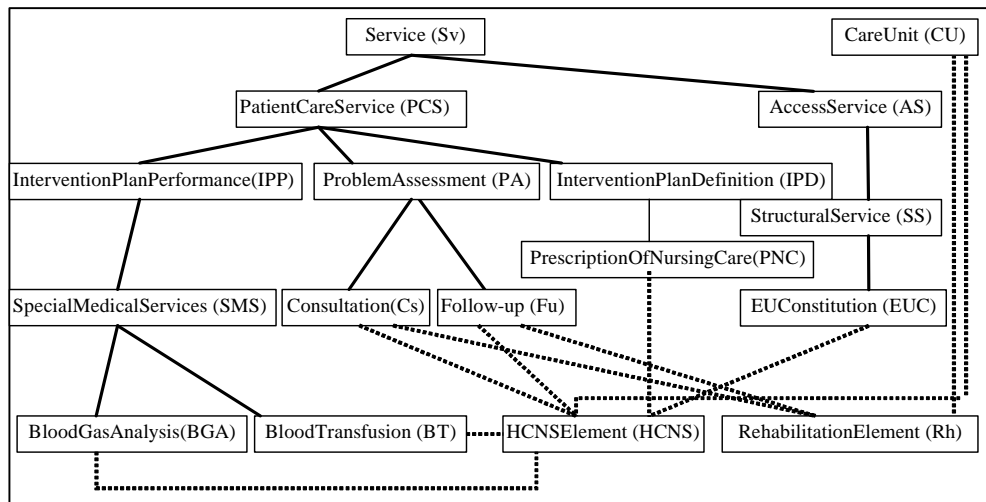 Service (Sv)
CareUnit (CU)
PatientCareService (PCS)
AccessService (AS)
InterventionPlanPerformance(IPP)
ProblemAssessment (PA)
InterventionPlanDefinition (IPD)
StructuralService (SS)
PrescriptionOfNursingCare(PNC)
SpecialMedicalServices (SMS)
Consultation(Cs)
Follow-up (Fu)
EUConstitution (EUC)
BloodGasAnalysis(BGA)
BloodTransfusion (BT)
HCNSElement (HCNS)
RehabilitationElement (Rh)